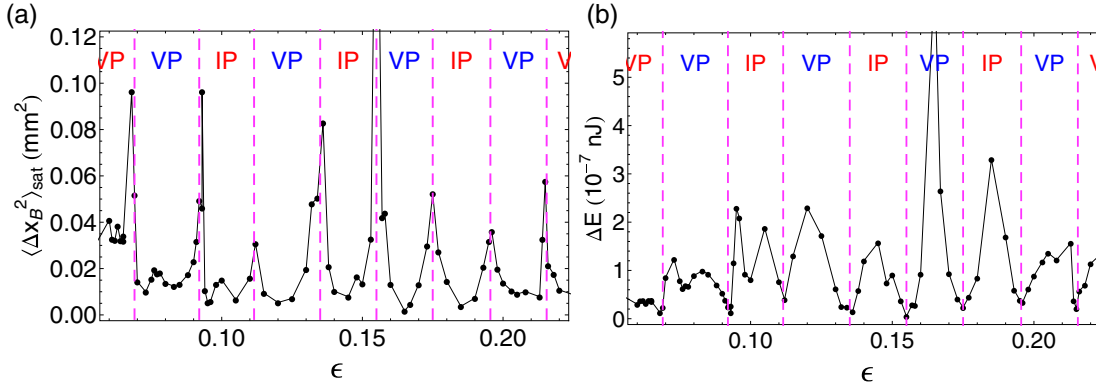 (a)
(b)
VP VP IP VP IP VP IP VP V
VP VP IP VP IP VP IP VP V
0.12
0.10
0.08
0.06
0.04
0.02
0.00
⟨Δx_B^2⟩_sat (mm^2)
0.10 0.15 0.20
ϵ
5
4
3
2
1
0
ΔE (10^-7 nJ)
0.10 0.15 0.20
ϵ